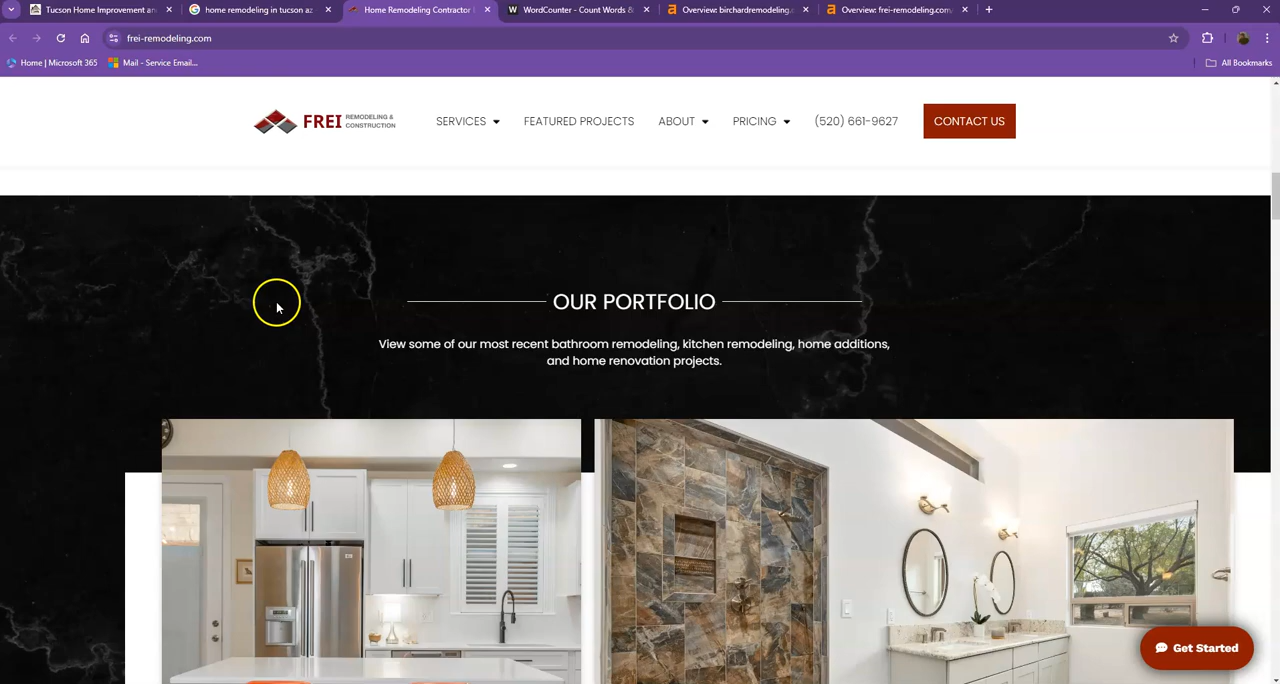 Tucson Home Improvement an
home remodeling in tucson az
Home Remodeling Contractor
WordCounter - Count Words &
Overview: birchardremodeling.c
Overview: frei-remodeling.com/
frei-remodeling.com
Home | Microsoft 365
Mail - Service Email...
All Bookmarks
FREI REMODELING & CONSTRUCTION
SERVICES
FEATURED PROJECTS
ABOUT
PRICING
(520) 661-9627
CONTACT US
OUR PORTFOLIO
View some of our most recent bathroom remodeling, kitchen remodeling, home additions,
and home renovation projects.
Get Started